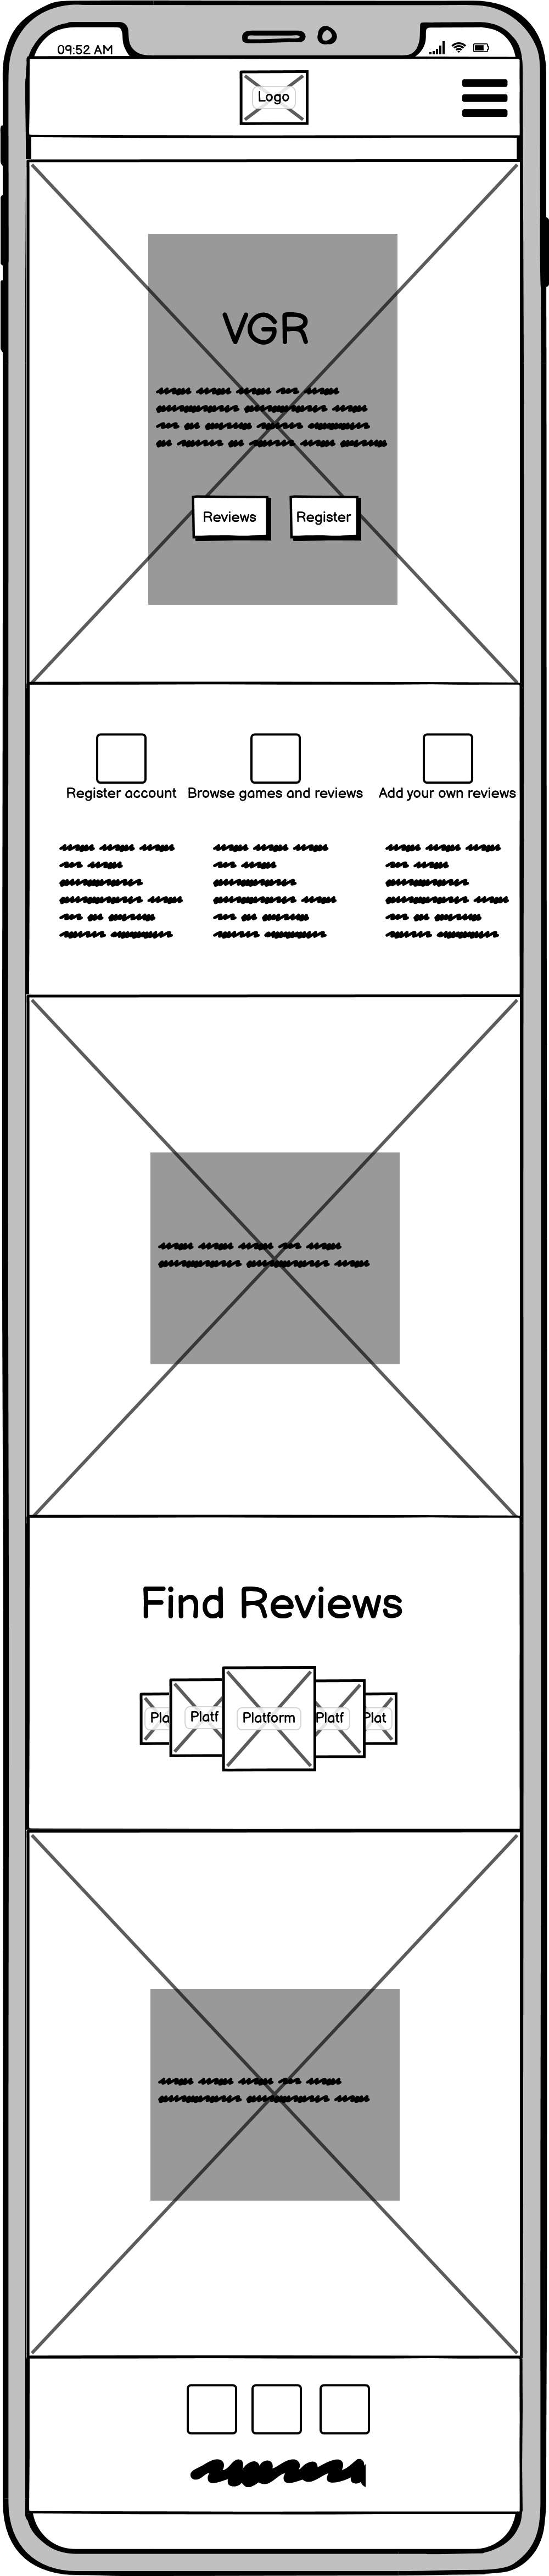 09:52 AM
Logo
VGR
Reviews Register
Register account Browse games and reviews Add your own reviews
Find Reviews
Pla Platf Platform Platf Plat